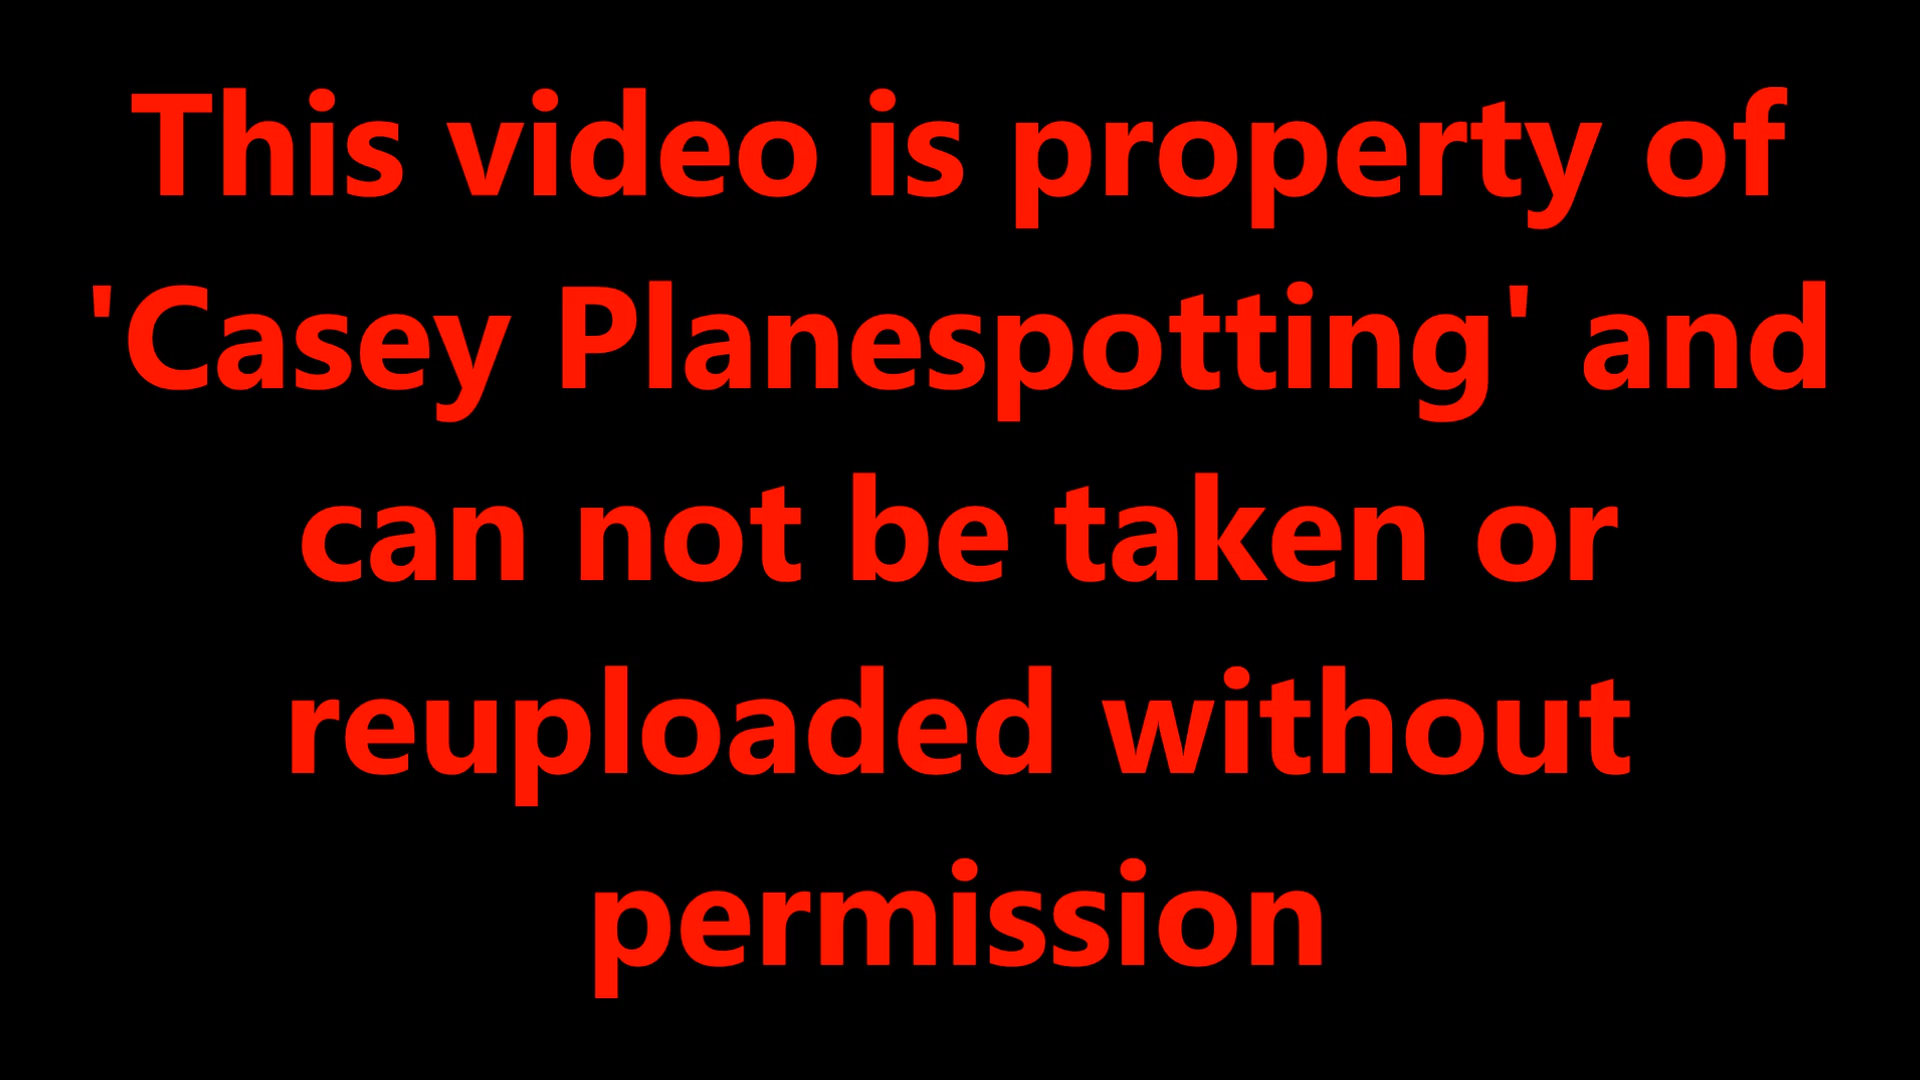 This video is property of
'Casey Planespotting' and
can not be taken or
reuploaded without
permission